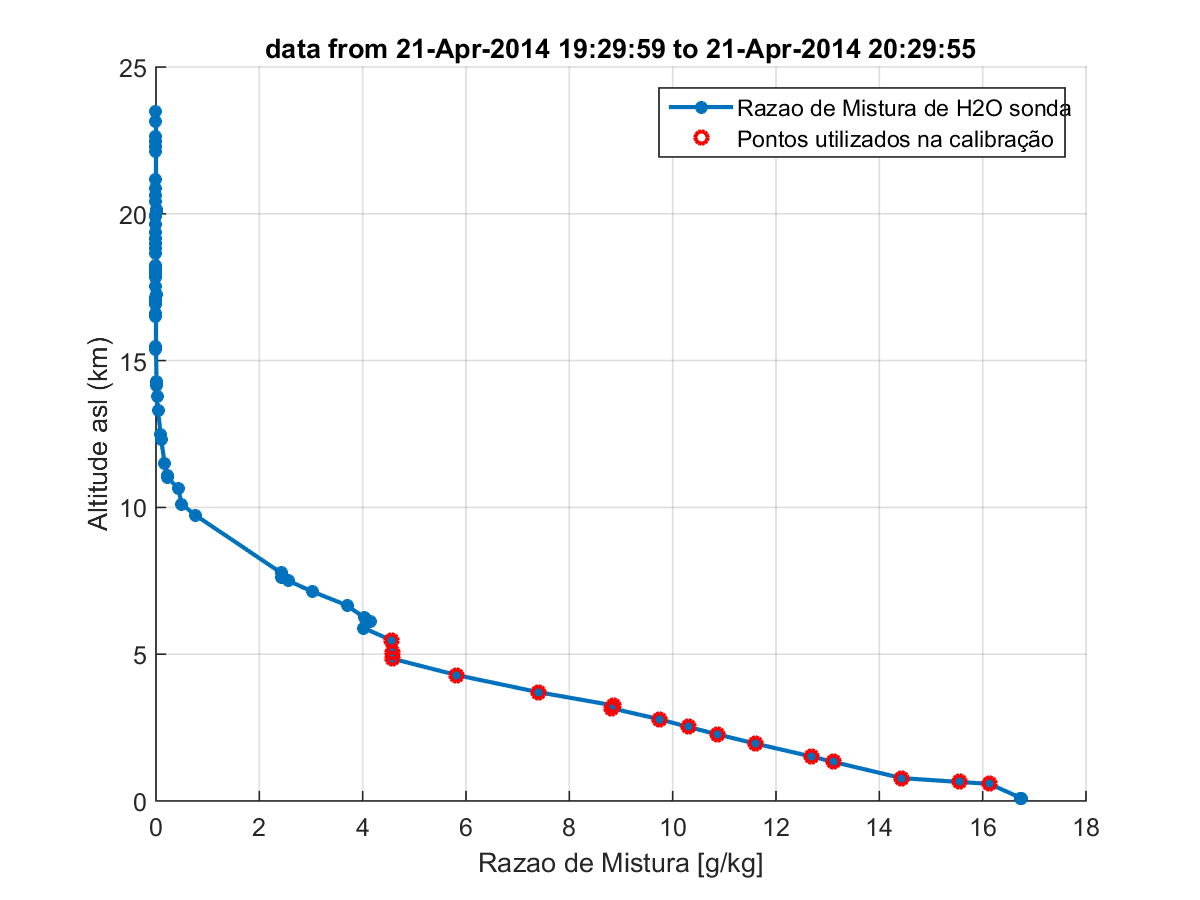 data from 21-Apr-2014 19:29:59 to 21-Apr-2014 20:29:55
Razao de Mistura de H2O sonda
Pontos utilizados na calibração
25
20
15
10
5
0
Altitude asl (km)
0 2 4 6 8 10 12 14 16 18
Razao de Mistura [g/kg]